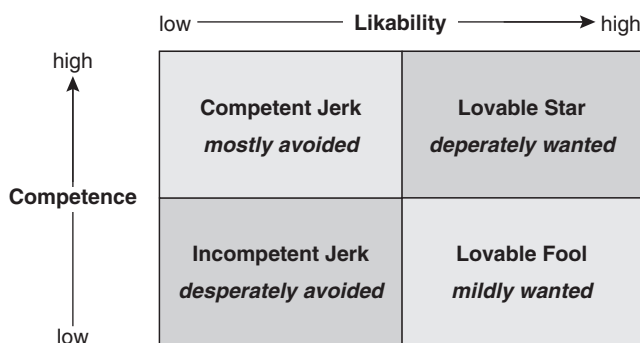 low Likability high
high
Competent Jerk Lovable Star
mostly avoided deperately wanted
Competence
Incompetent Jerk Lovable Fool
desperately avoided mildly wanted
low